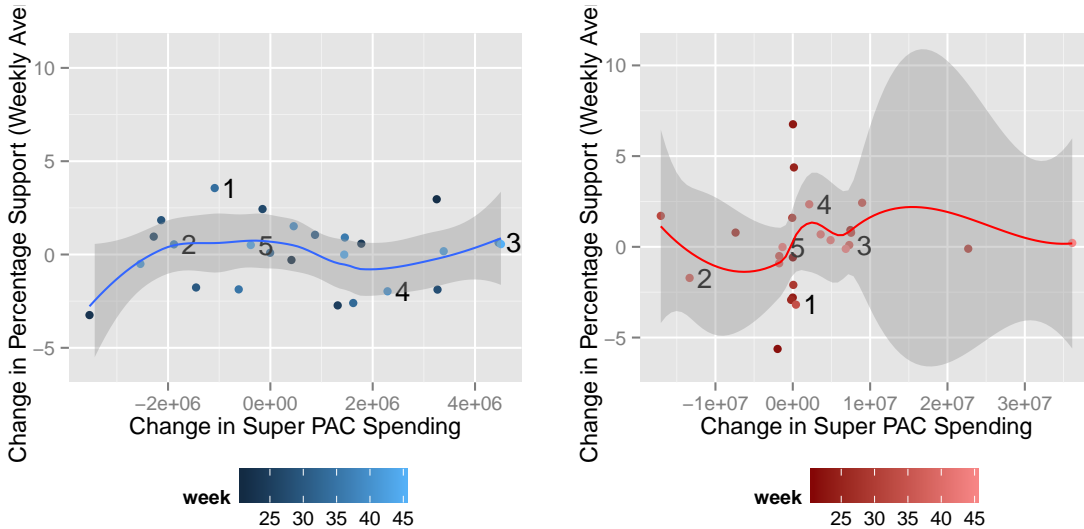 Change in Percentage Support (Weekly Ave
10
5
0
−5
1
2
5
3
4
−2e+06 0e+00 2e+06 4e+06
Change in Super PAC Spending
week
25 30 35 40 45
Change in Percentage Support (Weekly Ave
10
5
0
−5
4
5
3
2
1
−1e+07 0e+00 1e+07 2e+07 3e+07
Change in Super PAC Spending
week
25 30 35 40 45